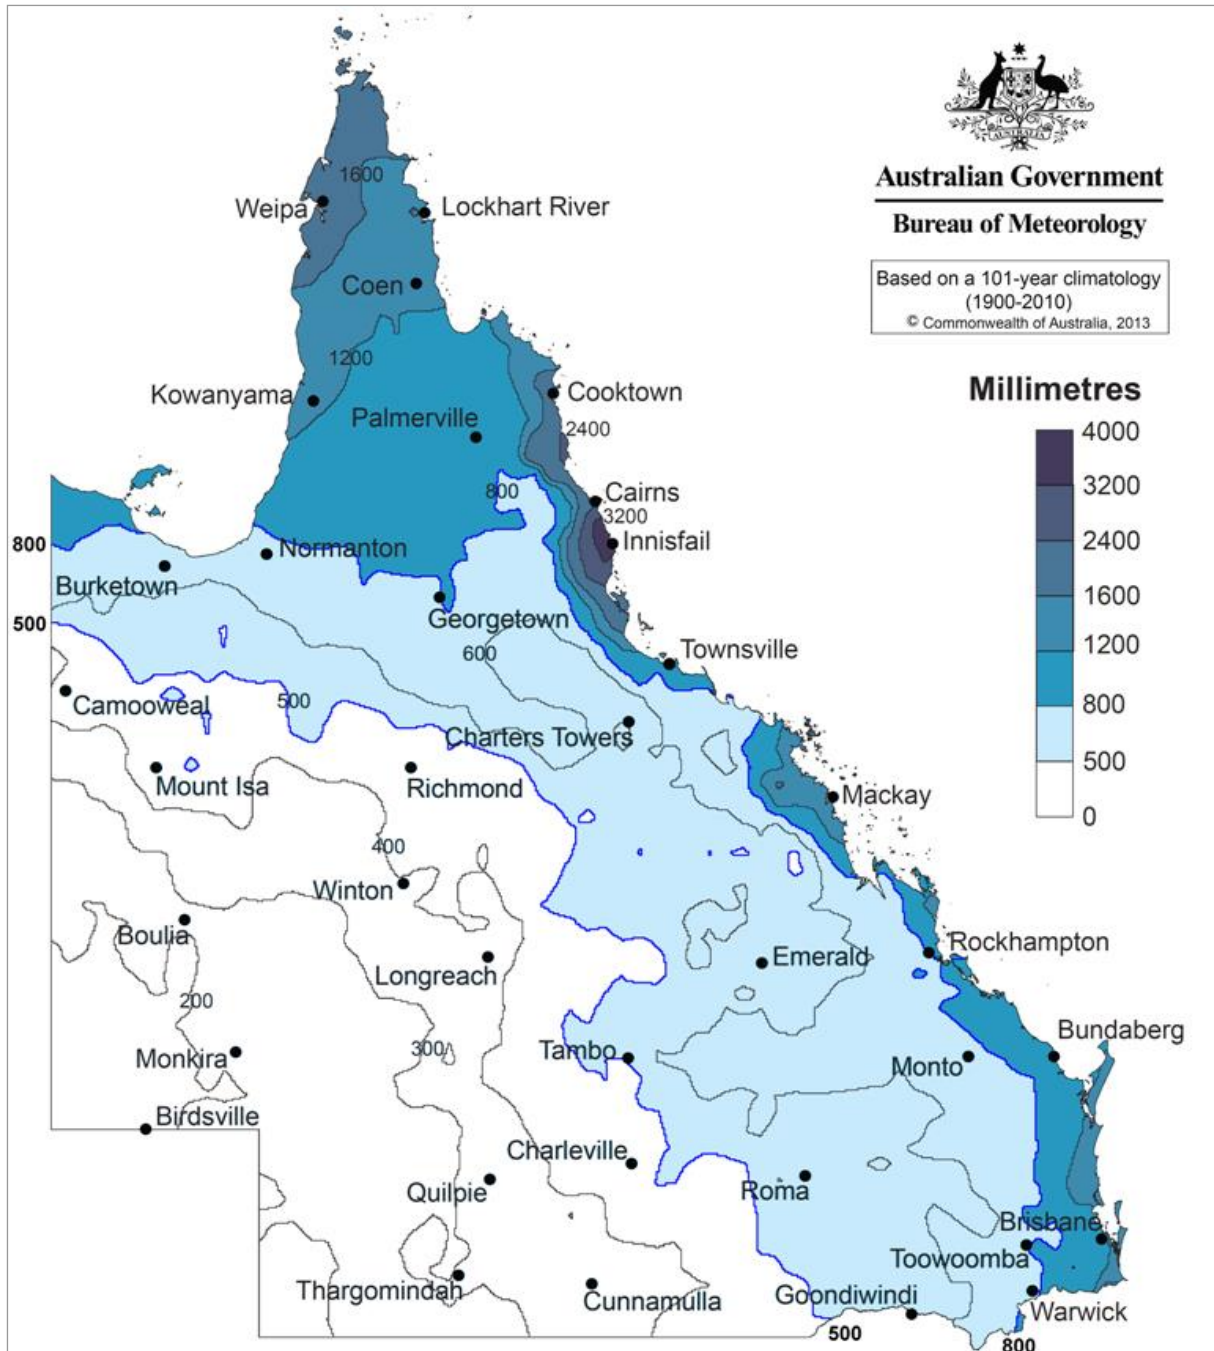 AUSTRALIA
Australian Government
Bureau of Meteorology
Based on a 101-year climatology
(1900-2010)
© Commonwealth of Australia, 2013
Millimetres
4000
3200
2400
1600
1200
800
500
0
1600
Weipa
Lockhart River
Coen
1200
Kowanyama
Cooktown
Palmerville
2400
800
Cairns
3200
Innisfail
800
Normanton
Burketown
Georgetown
500
600
Townsville
Camooweal
500
Charters Towers
Mount Isa
Richmond
Mackay
400
Winton
Boulia
Rockhampton
Emerald
Longreach
200
Bundaberg
300
Tambo
Monkira
Monto
Birdsville
Charleville
Quilpie
Roma
Brisbane
Toowoomba
Thargomindah
Cunnamulla
Goondiwindi
Warwick
500
800